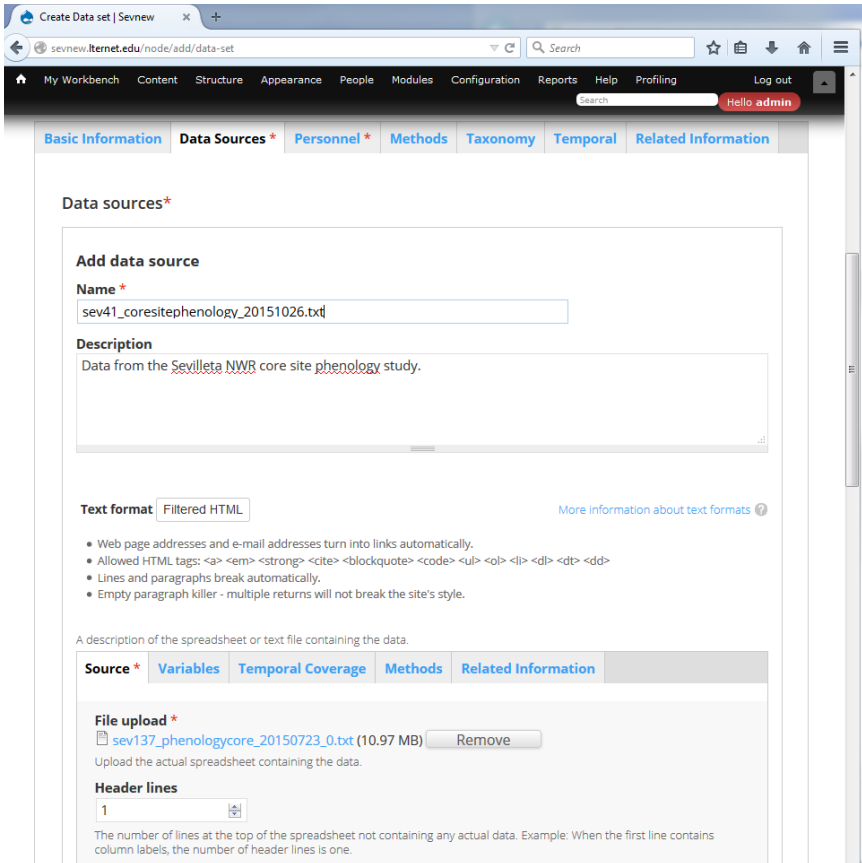 Create Data set | Sevnew × +
sevnew.lternet.edu/node/add/data-set
Search
My Workbench Content Structure Appearance People Modules Configuration Reports Help Profiling Log out
Search
Hello admin
Basic Information Data Sources * Personnel * Methods Taxonomy Temporal Related Information
Data sources*
Add data source
Name *
sev41_coresitephenology_20151026.txt
Description
Data from the Sevilleta NWR core site phenology study.
Text format Filtered HTML More information about text formats ?
• Web page addresses and e-mail addresses turn into links automatically.
• Allowed HTML tags: <a> <em> <strong> <cite> <blockquote> <code> <ul> <ol> <li> <dl> <dt> <dd>
• Lines and paragraphs break automatically.
• Empty paragraph killer - multiple returns will not break the site's style.
A description of the spreadsheet or text file containing the data.
Source * Variables Temporal Coverage Methods Related Information
File upload *
sev137_phenologycore_20150723_0.txt (10.97 MB) Remove
Upload the actual spreadsheet containing the data.
Header lines
1
The number of lines at the top of the spreadsheet not containing any actual data. Example: When the first line contains
column labels, the number of header lines is one.